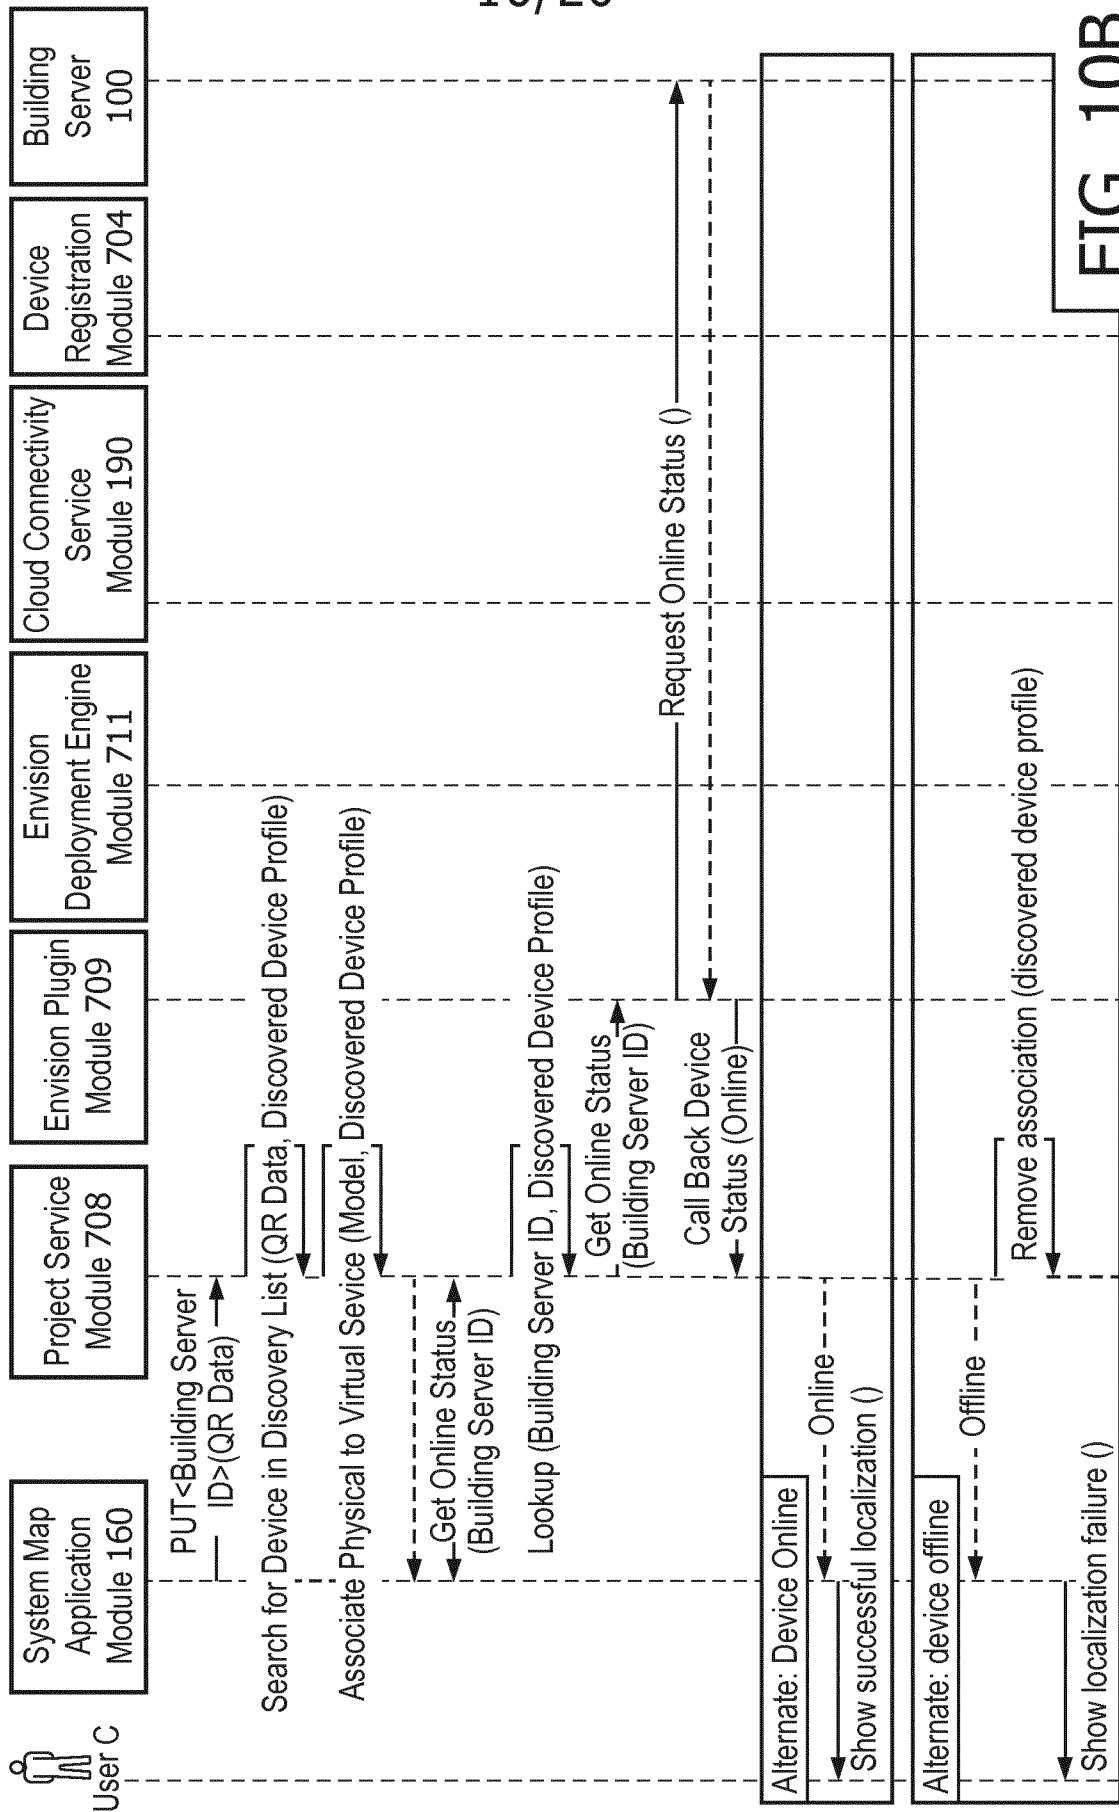 User C
System Map
Application
Module 160
Project Service
Module 708
Envision Plugin
Module 709
Envision
Deployment Engine
Module 711
Cloud Connectivity
Service
Module 190
Device
Registration
Module 704
Building
Server
100
PUT<Building Server
ID>(QR Data)
Search for Device in Discovery List (QR Data, Discovered Device Profile)
Associate Physical to Virtual Sevice (Model, Discovered Device Profile)
Get Online Status
(Building Server ID)
Lookup (Building Server ID, Discovered Device Profile)
Get Online Status
(Building Server ID)
Request Online Status ()
Call Back Device
Status (Online)
Alternate: Device Online
Online
Show successful localization ()
Alternate: device offline
Offline
Remove association (discovered device profile)
Show localization failure ()
FIG 10B